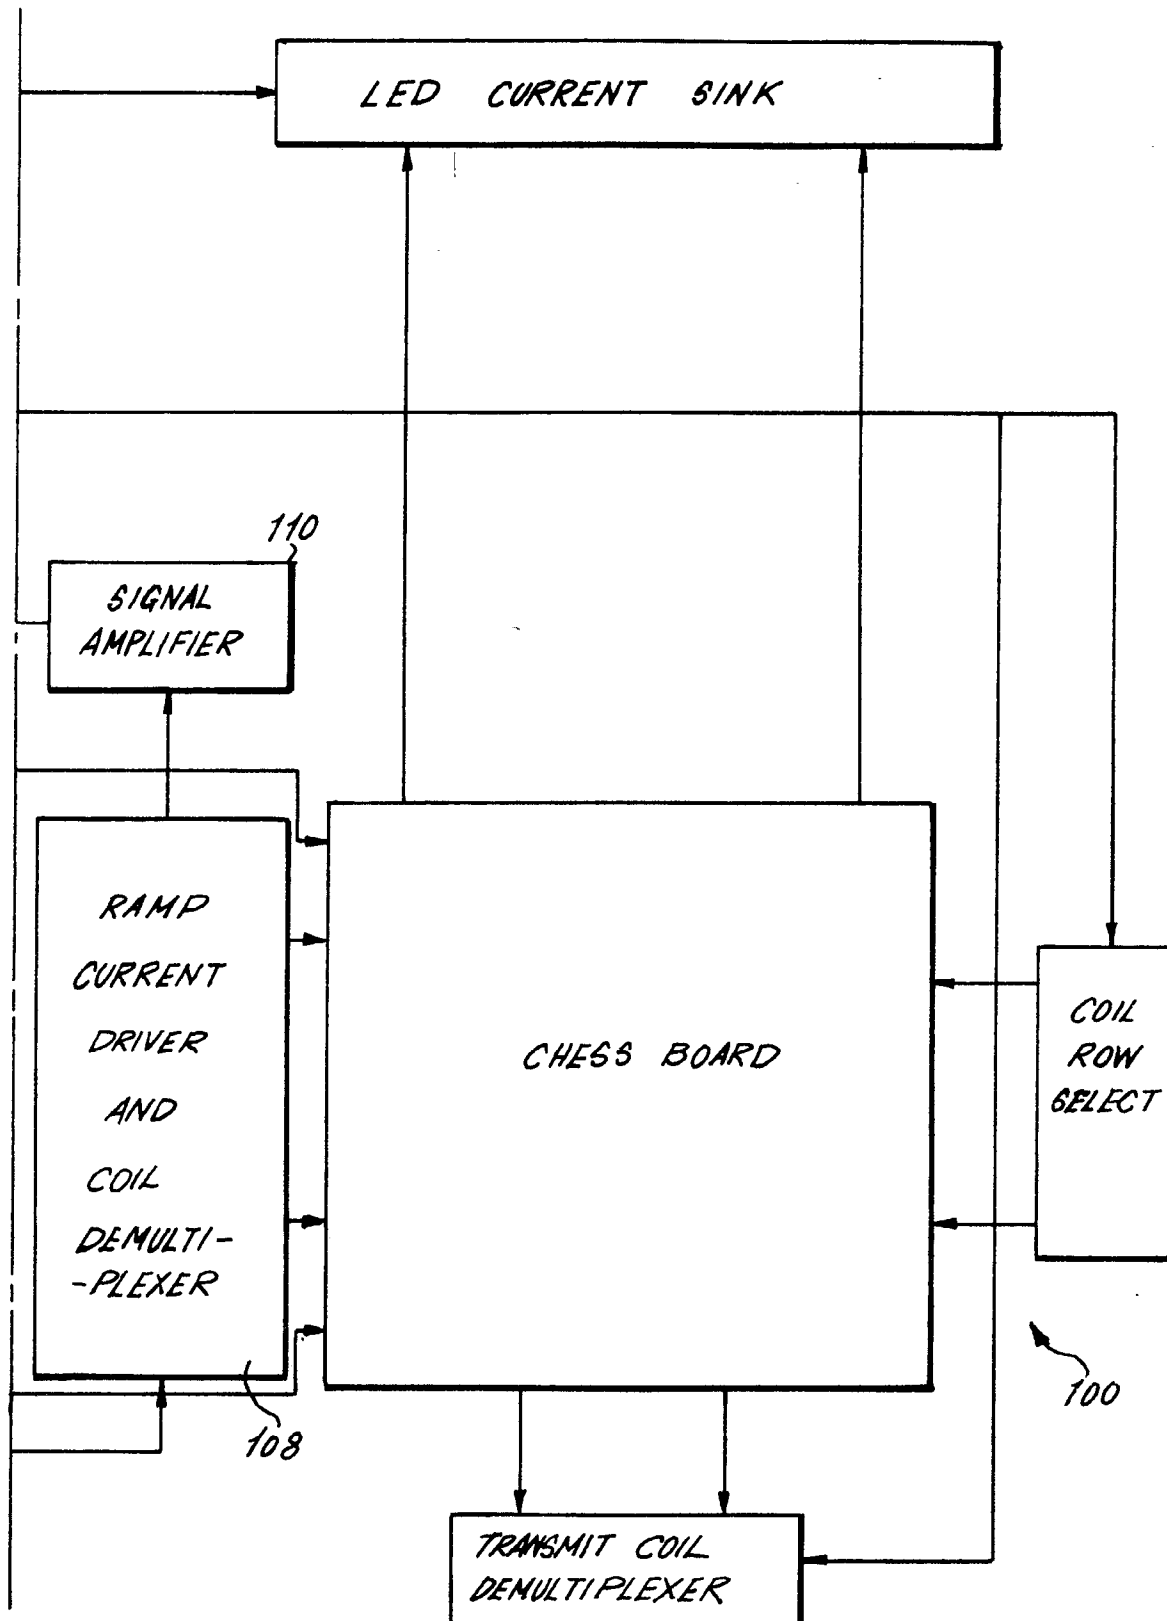 LED CURRENT SINK
110
SIGNAL
AMPLIFIER
RAMP
CURRENT
DRIVER
AND
COIL
DEMULTI-
-PLEXER
CHESS BOARD
COIL
ROW
SELECT
100
108
TRANSMIT COIL
DEMULTIPLEXER